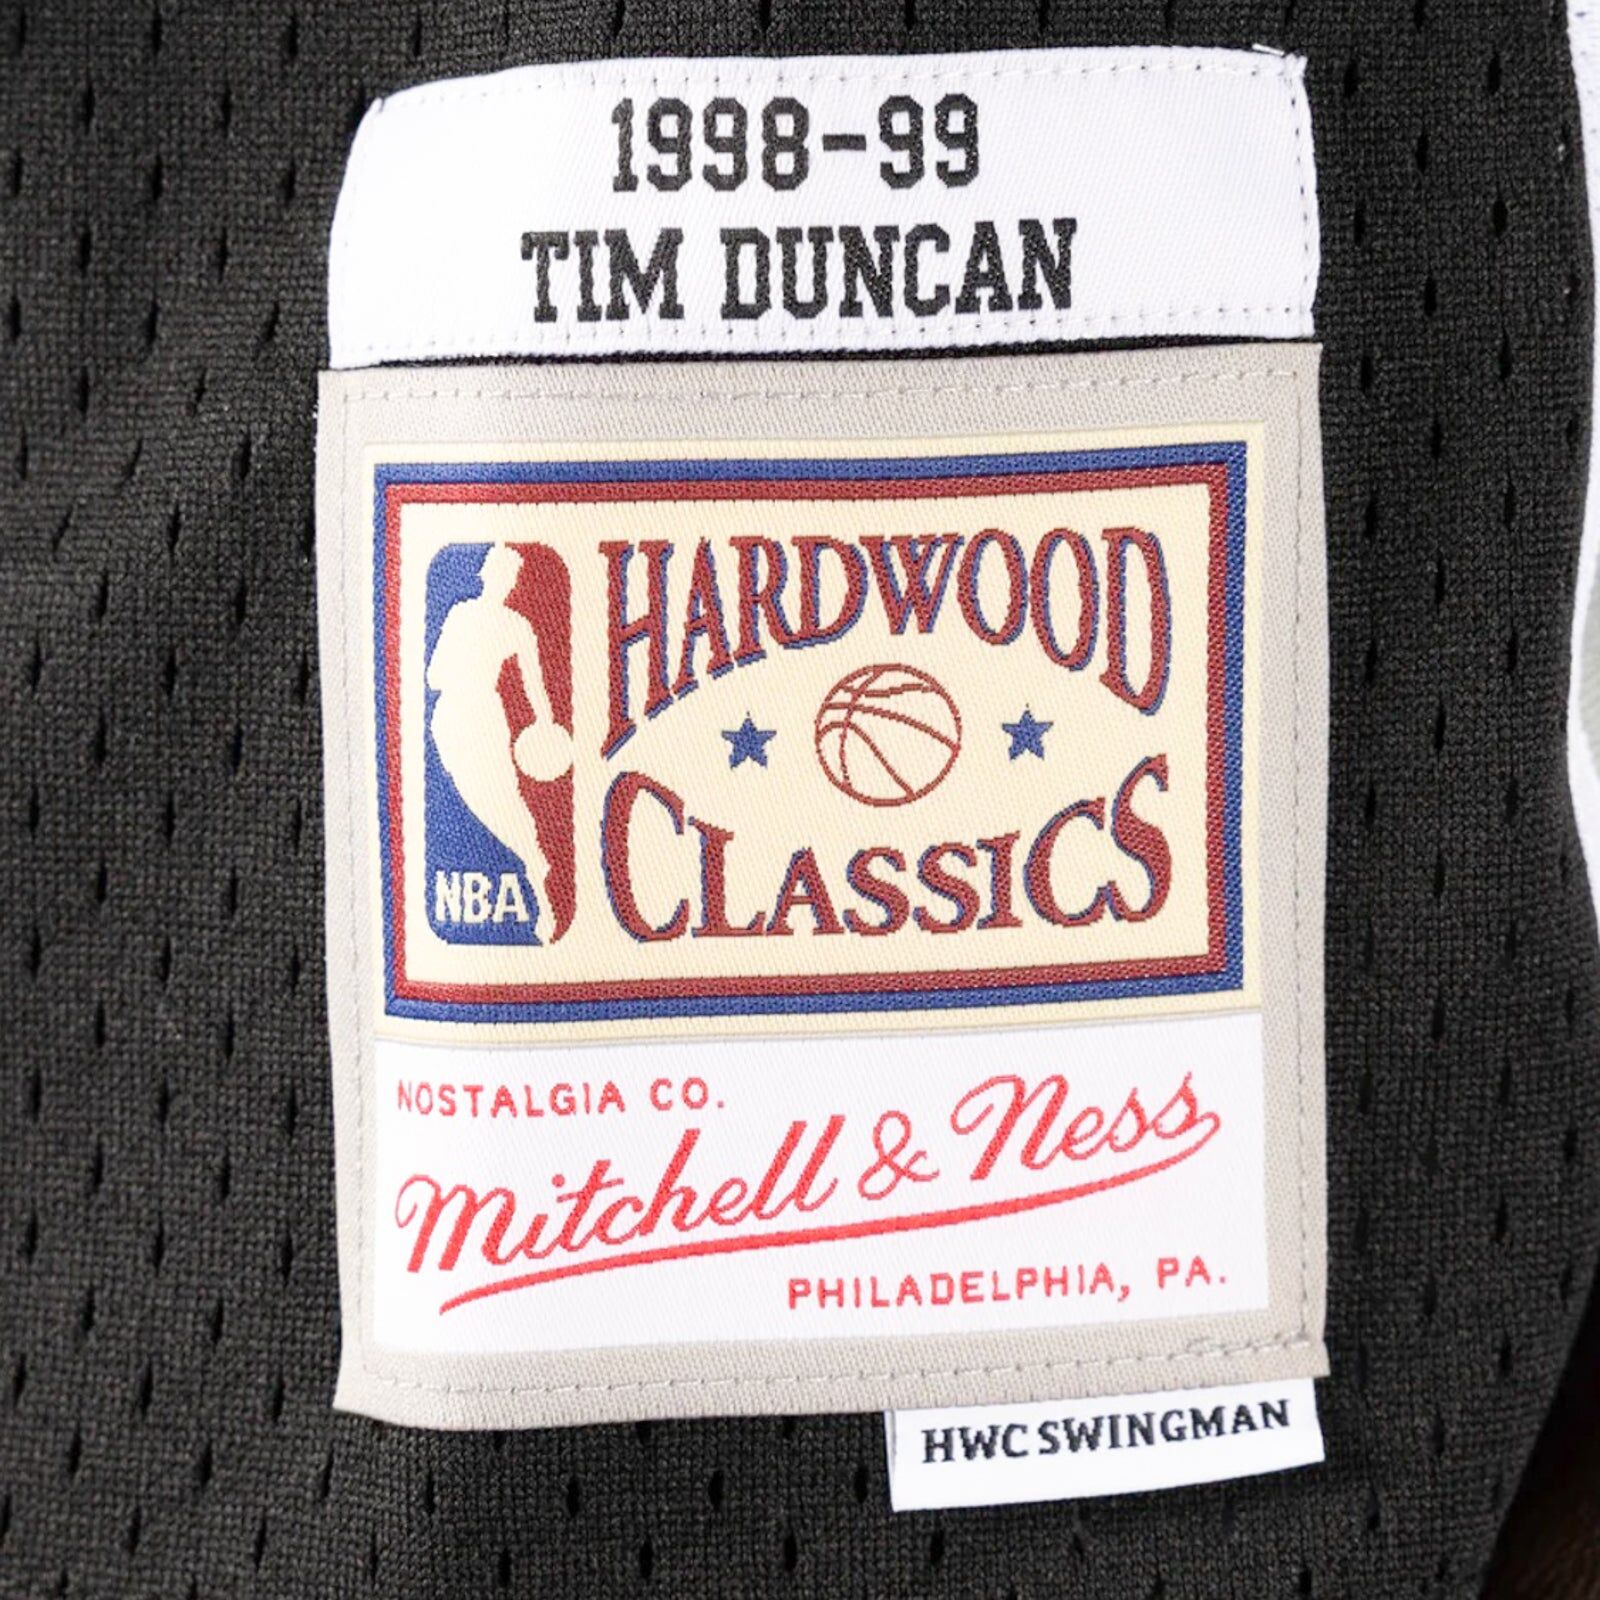 1998-99
TIM DUNCAN
HARDWOOD
CLASSICS
NBA
NOSTALGIA CO.
Mitchell & Ness
PHILADELPHIA, PA.
HWC SWINGMAN